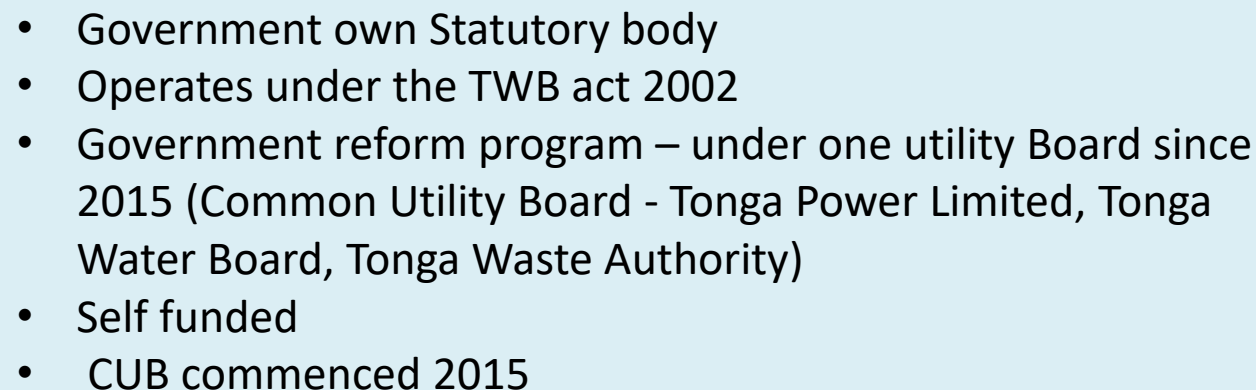 • Government own Statutory body
• Operates under the TWB act 2002
• Government reform program – under one utility Board since
2015 (Common Utility Board - Tonga Power Limited, Tonga
Water Board, Tonga Waste Authority)
• Self funded
• CUB commenced 2015